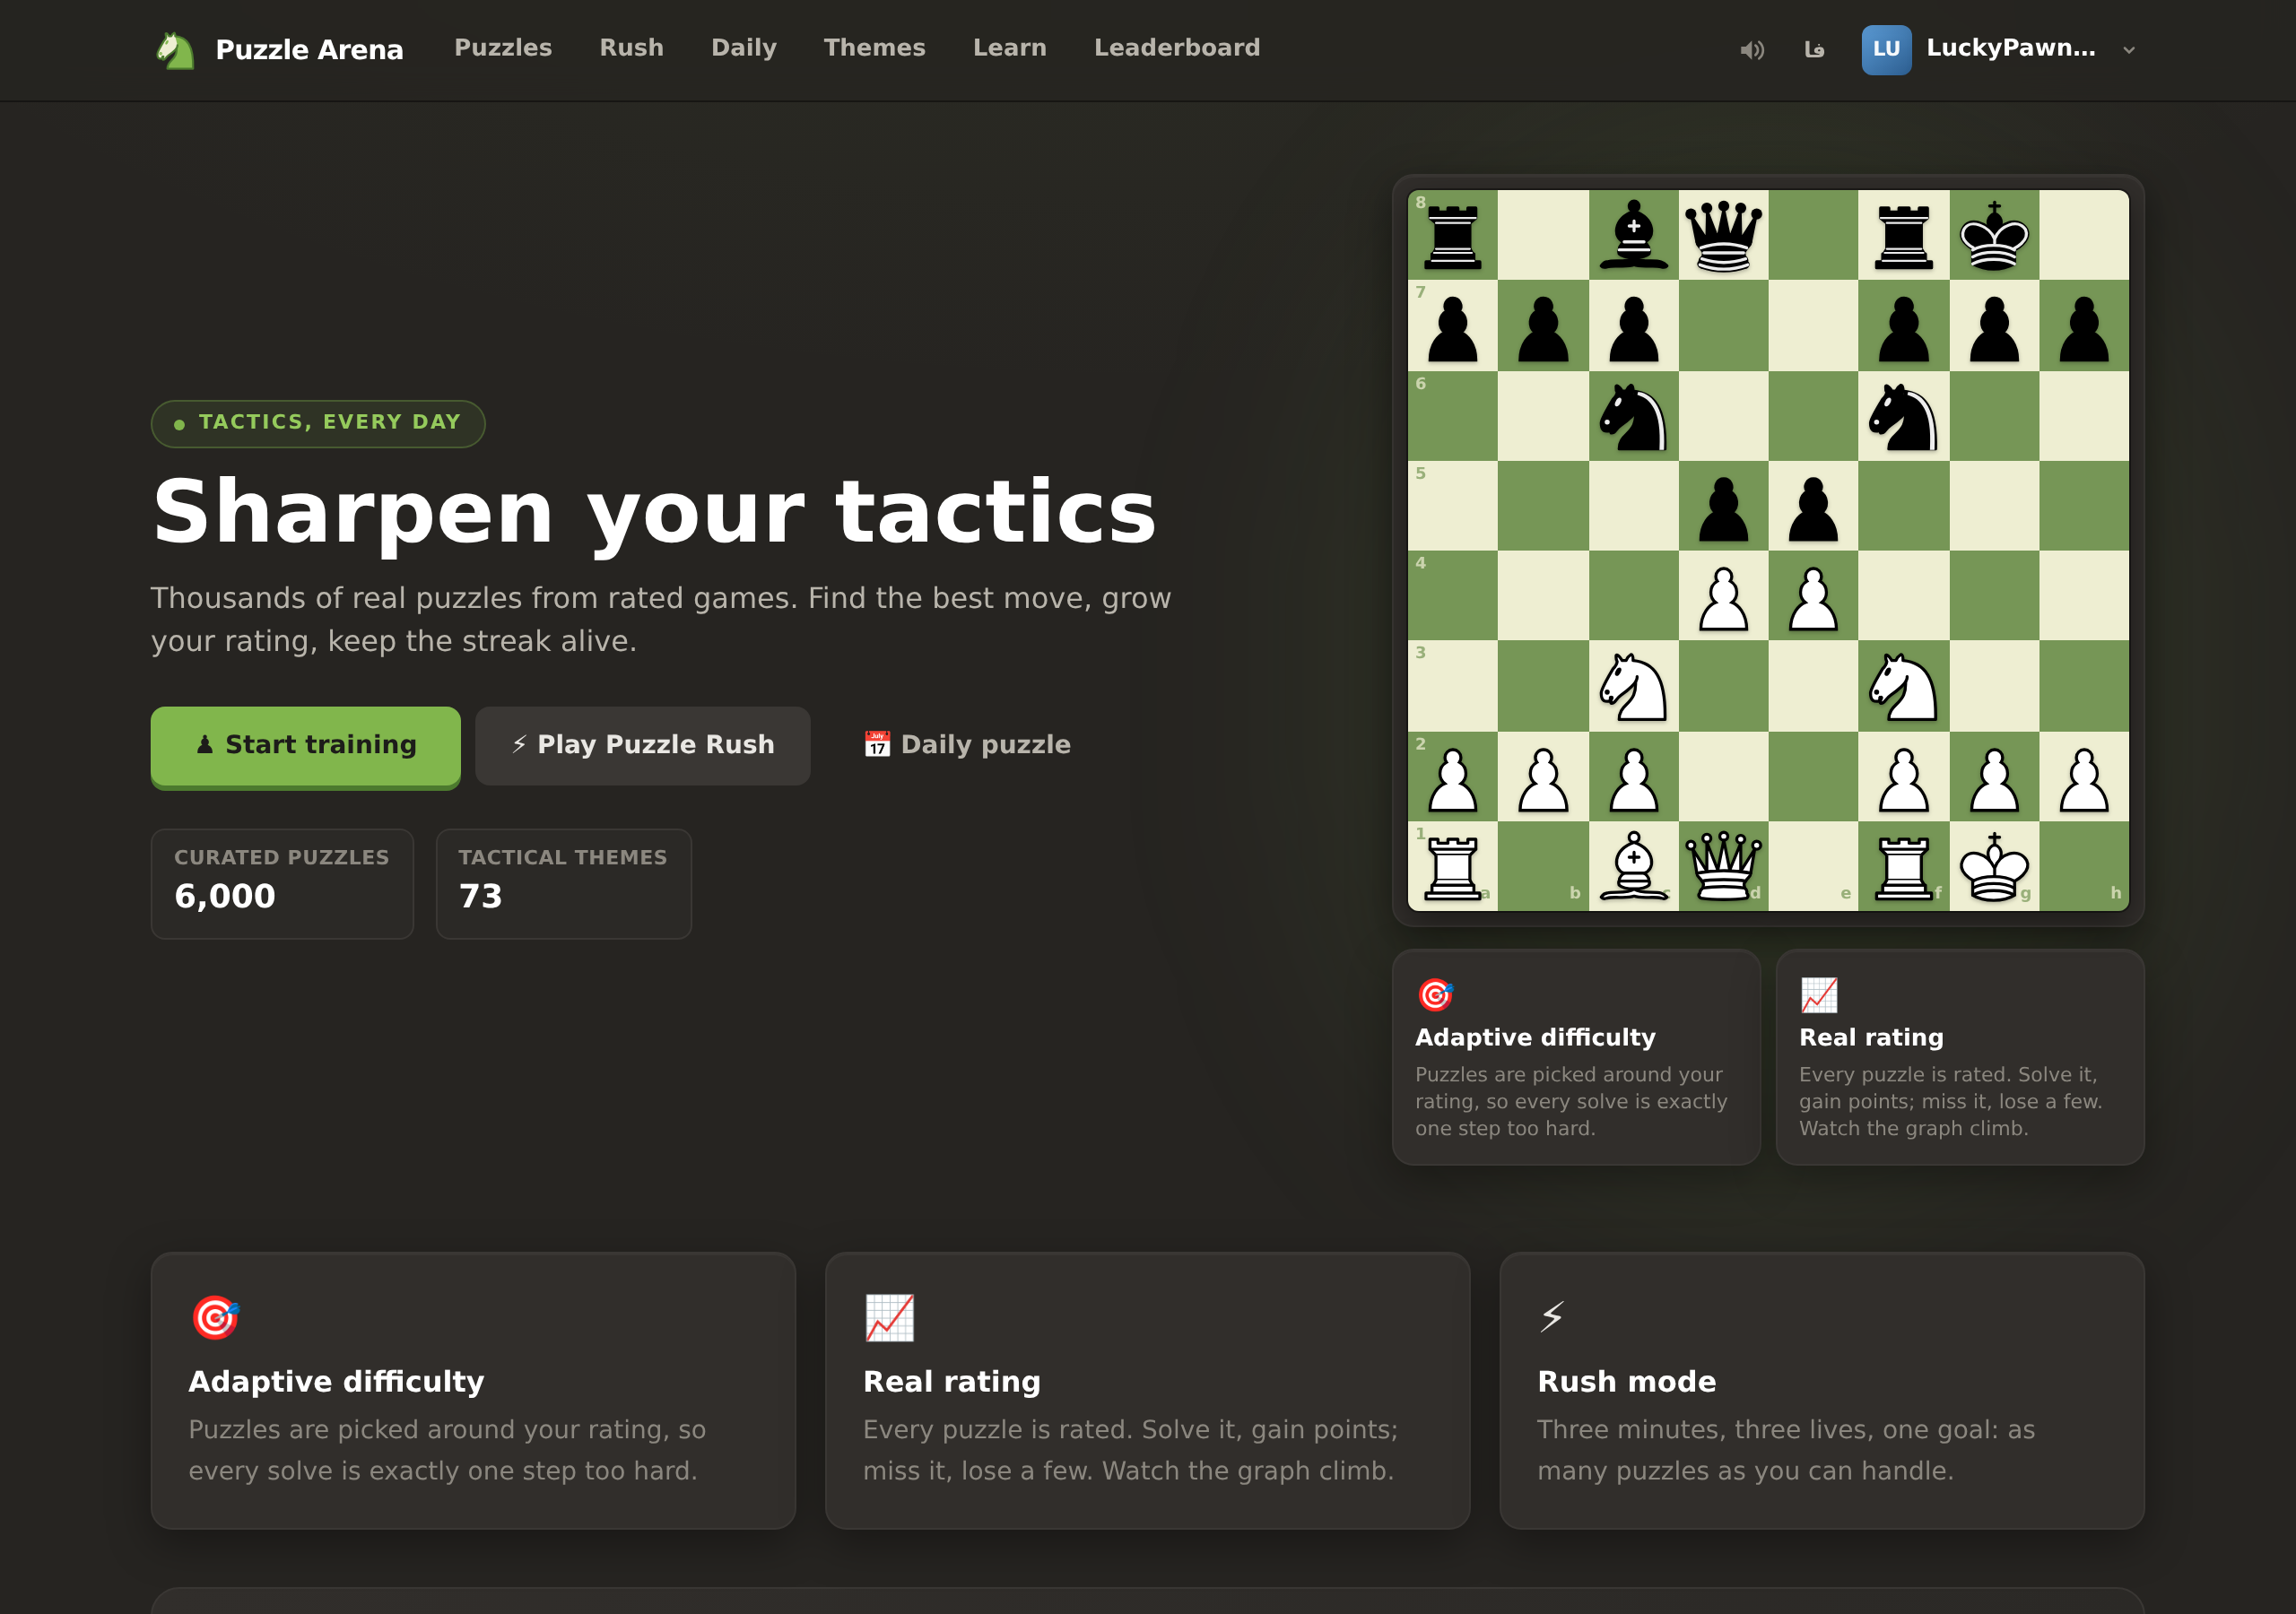 Puzzle Arena
Puzzles
Rush
Daily
Themes
Learn
Leaderboard
فا
LU
LuckyPawn…
TACTICS, EVERY DAY
Sharpen your tactics
Thousands of real puzzles from rated games. Find the best move, grow
your rating, keep the streak alive.
Start training
Play Puzzle Rush
July
Daily puzzle
CURATED PUZZLES
6,000
TACTICAL THEMES
73
8
7
6
5
4
3
2
1
a
b
c
d
e
f
g
h
Adaptive difficulty
Puzzles are picked around your
rating, so every solve is exactly
one step too hard.
Real rating
Every puzzle is rated. Solve it,
gain points; miss it, lose a few.
Watch the graph climb.
Adaptive difficulty
Puzzles are picked around your rating, so
every solve is exactly one step too hard.
Real rating
Every puzzle is rated. Solve it, gain points;
miss it, lose a few. Watch the graph climb.
Rush mode
Three minutes, three lives, one goal: as
many puzzles as you can handle.